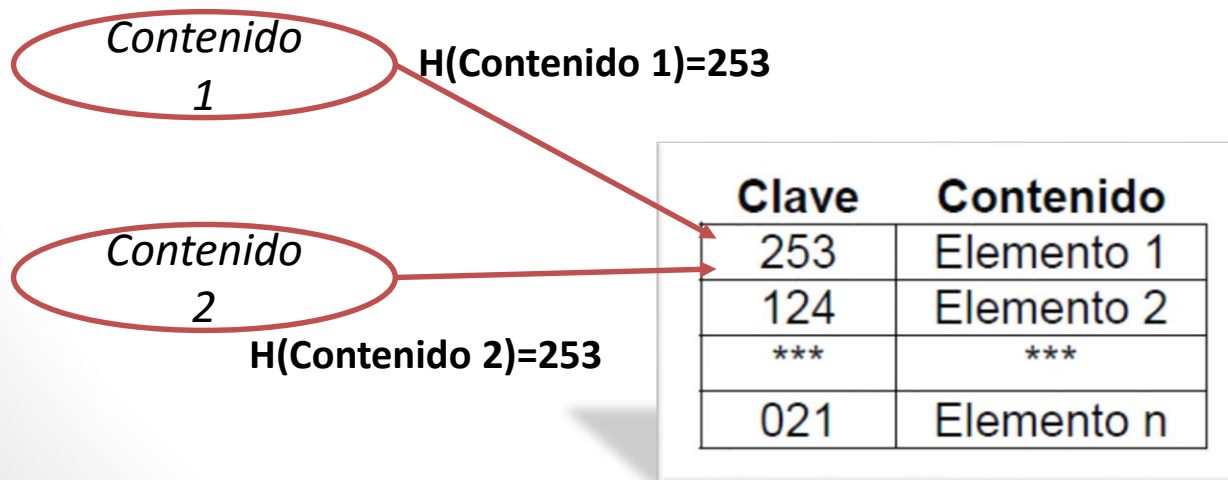 Contenido
1
H(Contenido 1)=253
Contenido
2
H(Contenido 2)=253
Clave Contenido
253 Elemento 1
124 Elemento 2
*** ***
021 Elemento n